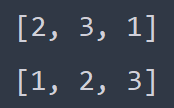 [2, 3, 1]
[1, 2, 3]